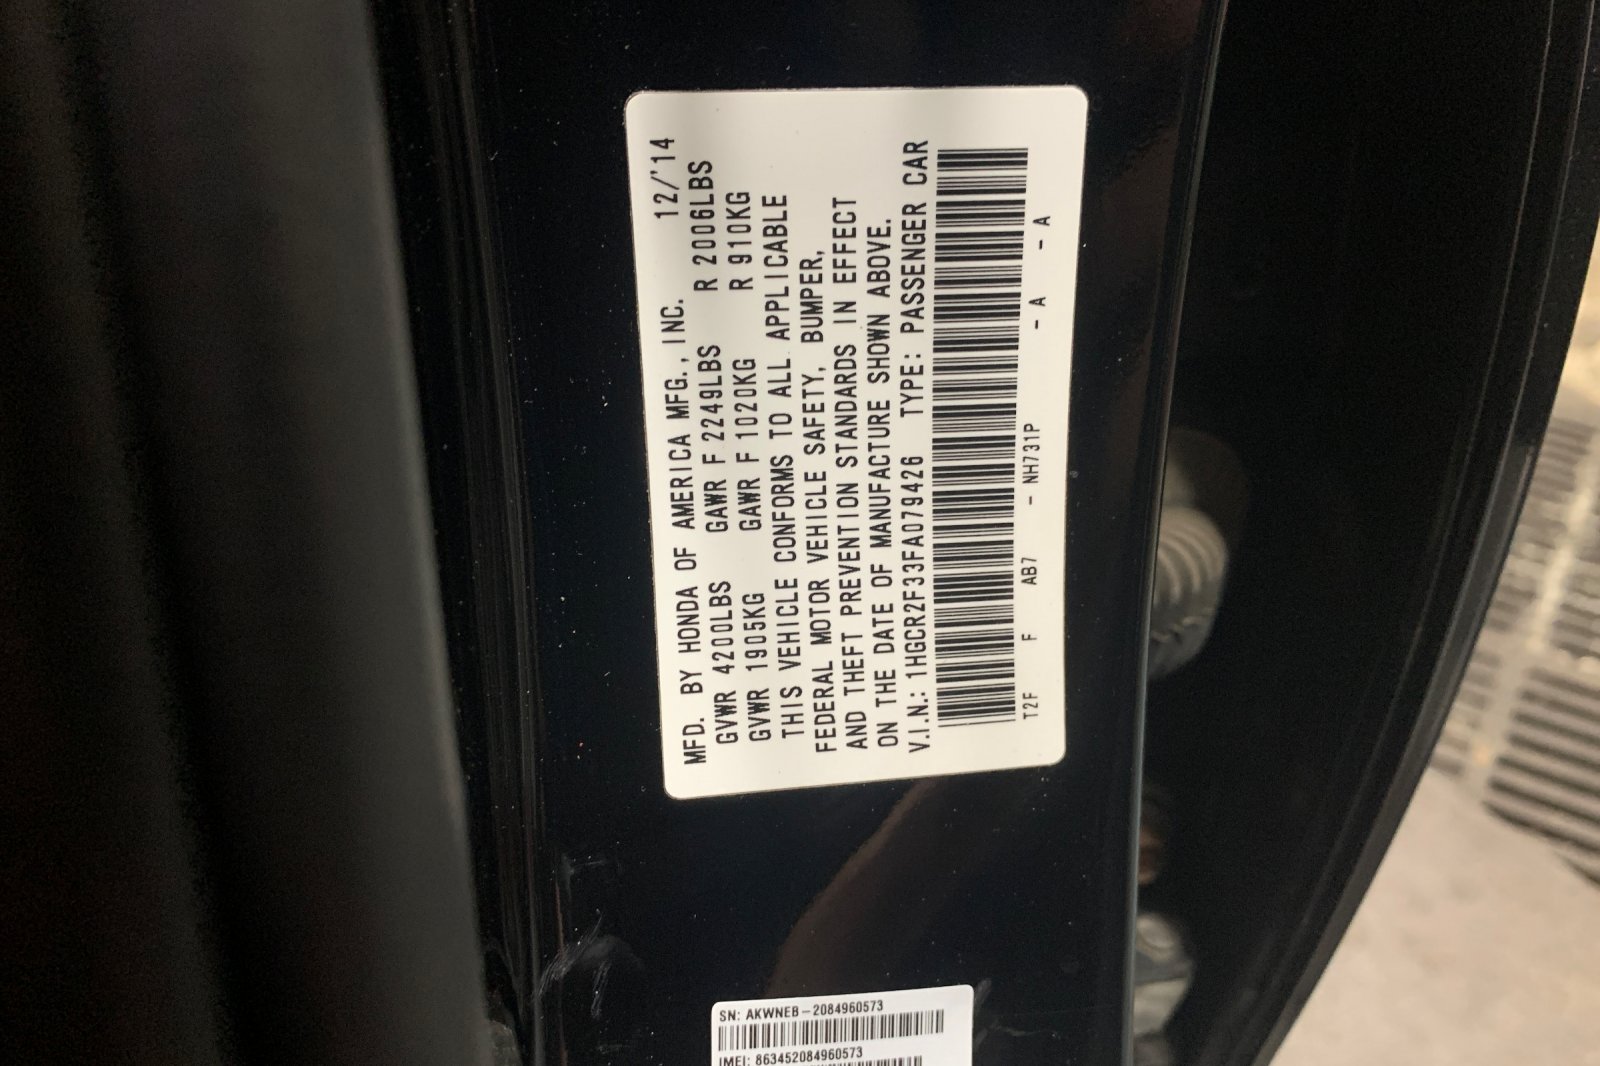 MFD. BY HONDA OF AMERICA MFG., INC. 12/'14
GVWR 4200LBS GAWR F 2249LBS R 2006LBS
GVWR 1905KG GAWR F 1020KG R 910KG
THIS VEHICLE CONFORMS TO ALL APPLICABLE
FEDERAL MOTOR VEHICLE SAFETY, BUMPER,
AND THEFT PREVENTION STANDARDS IN EFFECT
ON THE DATE OF MANUFACTURE SHOWN ABOVE.
V.I.N.: 1HGCR2F33FA079426 TYPE: PASSENGER CAR
T2F F AB7 - NH731P - A - A
SN: AKWNEB-2084960573
IMEI: 863452084960573